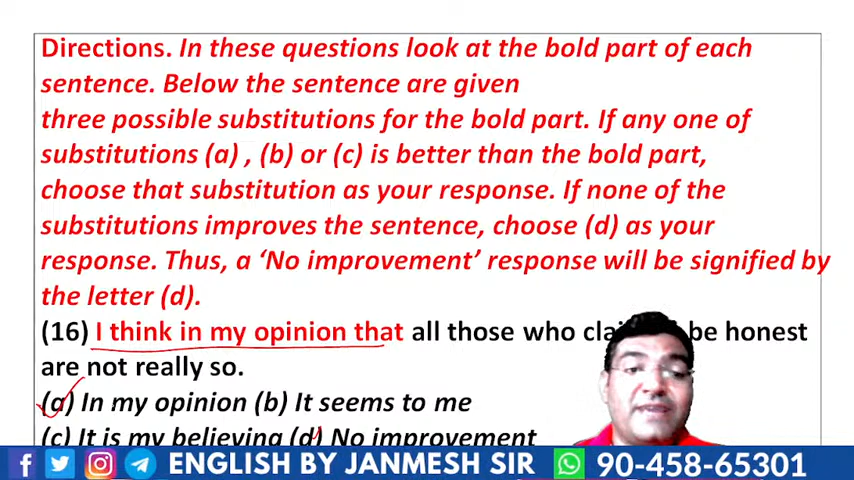 Directions. In these questions look at the bold part of each
sentence. Below the sentence are given
three possible substitutions for the bold part. If any one of
substitutions (a) , (b) or (c) is better than the bold part,
choose that substitution as your response. If none of the
substitutions improves the sentence, choose (d) as your
response. Thus, a ‘No improvement’ response will be signified by
the letter (d).
(16) I think in my opinion that all those who be honest
are not really so.
(a) In my opinion (b) It seems to me
(c) It is my believing (d) No improvement
ENGLISH BY JANMESH SIR 90-458-65301